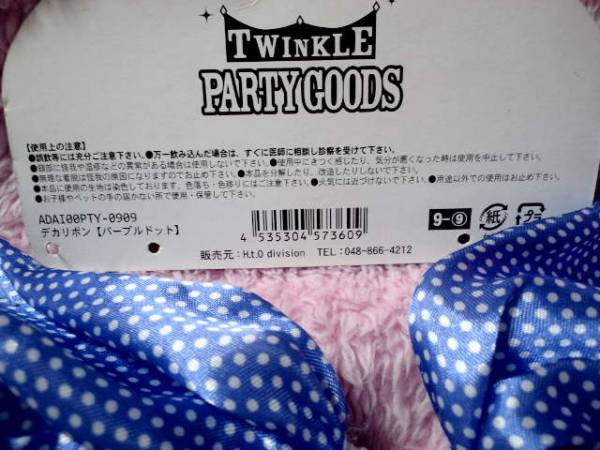 TWINKLE
PARTY GOODS
【使用上の注意】
●誤飲等には充分ご注意下さい。●万一飲み込んだ場合は、すぐに医師に相談し診察を受けて下さい。
●頭部に怪我や湿疹などの異常がある場合は使用しないで下さい。●使用中にきつく感じたり、気分が悪くなった時は使用を中止して下さい。
●無理な着脱は怪我の原因になりますのでお止め下さい。●本品を分解したり、改造したりしないで下さい。
●本品に使用の生地は染色しております、色落ち・色移りにはご注意下さい。●火気には近づけないで下さい。●用途以外での使用はお止め下さい。
●お子様やペットの手の届かない所で使用・保管して下さい。
ADAI00PTY-0909
デカリボン【パープルドット】
4 535304 573609
9-⑨
紙
プラ
販売元:H.t.O division TEL:048-866-4212